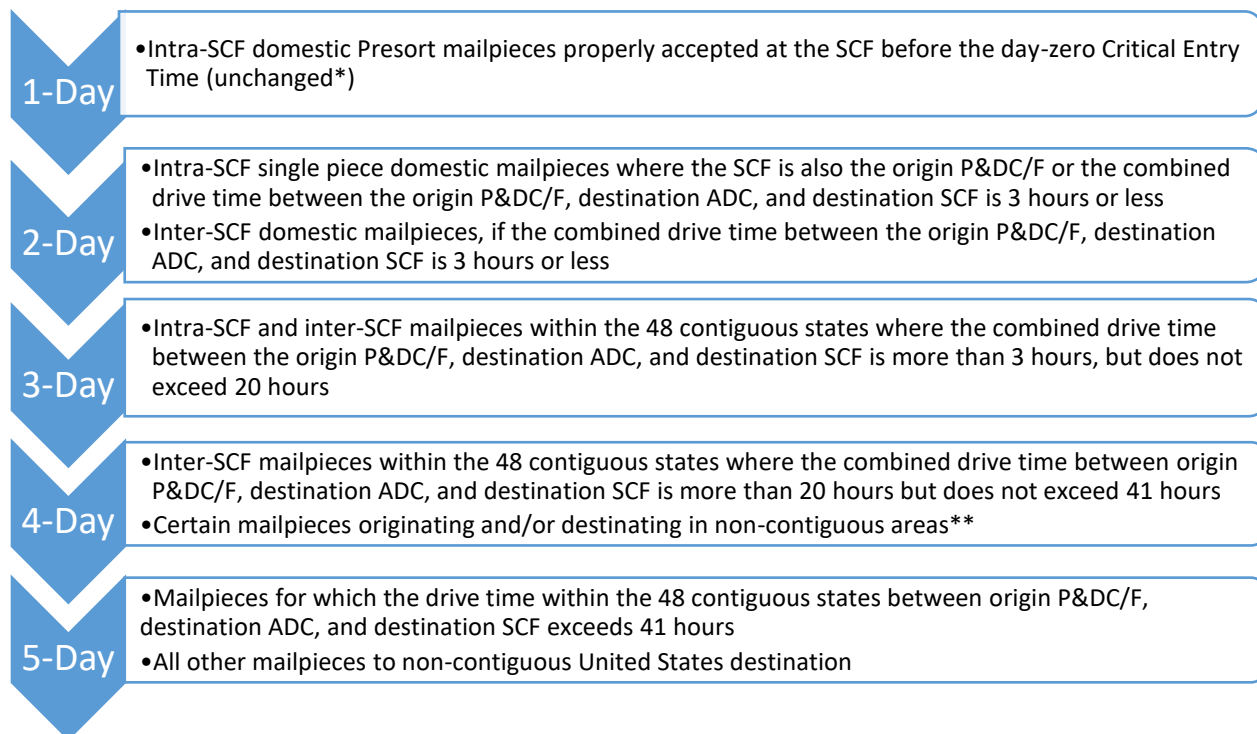 1-Day
•Intra-SCF domestic Presort mailpieces properly accepted at the SCF before the day-zero Critical Entry
Time (unchanged*)
2-Day
•Intra-SCF single piece domestic mailpieces where the SCF is also the origin P&DC/F or the combined
drive time between the origin P&DC/F, destination ADC, and destination SCF is 3 hours or less
•Inter-SCF domestic mailpieces, if the combined drive time between the origin P&DC/F, destination
ADC, and destination SCF is 3 hours or less
3-Day
•Intra-SCF and inter-SCF mailpieces within the 48 contiguous states where the combined drive time
between the origin P&DC/F, destination ADC, and destination SCF is more than 3 hours, but does not
exceed 20 hours
4-Day
•Inter-SCF mailpieces within the 48 contiguous states where the combined drive time between origin
P&DC/F, destination ADC, and destination SCF is more than 20 hours but does not exceed 41 hours
•Certain mailpieces originating and/or destinating in non-contiguous areas**
5-Day
•Mailpieces for which the drive time within the 48 contiguous states between origin P&DC/F,
destination ADC, and destination SCF exceeds 41 hours
•All other mailpieces to non-contiguous United States destination